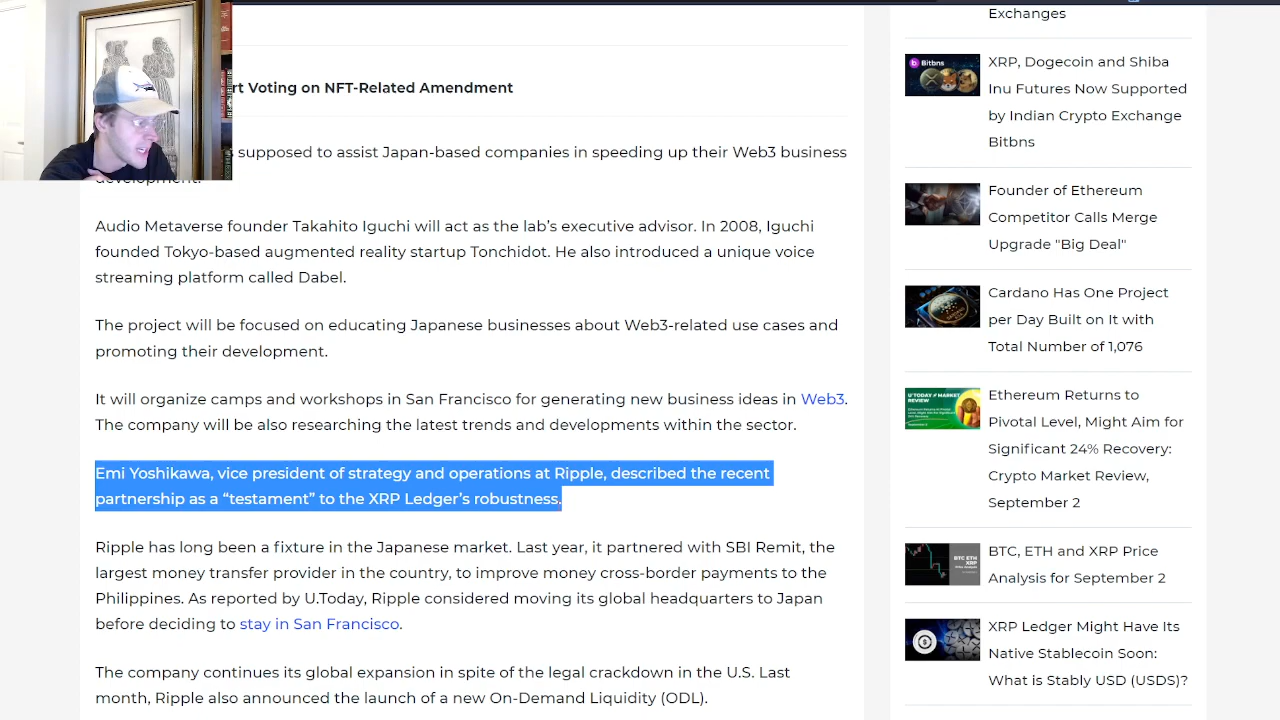 rt Voting on NFT-Related Amendment
supposed to assist Japan-based companies in speeding up their Web3 business
development.
Audio Metaverse founder Takahito Iguchi will act as the lab’s executive advisor. In 2008, Iguchi
founded Tokyo-based augmented reality startup Tonchidot. He also introduced a unique voice
streaming platform called Dabel.
The project will be focused on educating Japanese businesses about Web3-related use cases and
promoting their development.
It will organize camps and workshops in San Francisco for generating new business ideas in Web3.
The company will be also researching the latest trends and developments within the sector.
Emi Yoshikawa, vice president of strategy and operations at Ripple, described the recent
partnership as a “testament” to the XRP Ledger’s robustness.
Ripple has long been a fixture in the Japanese market. Last year, it partnered with SBI Remit, the
largest money transfer provider in the country, to improve money cross-border payments to the
Philippines. As reported by U.Today, Ripple considered moving its global headquarters to Japan
before deciding to stay in San Francisco.
The company continues its global expansion in spite of the legal crackdown in the U.S. Last
month, Ripple also announced the launch of a new On-Demand Liquidity (ODL).
Exchanges
Bitbns
XRP, Dogecoin and Shiba
Inu Futures Now Supported
by Indian Crypto Exchange
Bitbns
Founder of Ethereum
Competitor Calls Merge
Upgrade "Big Deal"
Cardano Has One Project
per Day Built on It with
Total Number of 1,076
Ethereum Returns to
Pivotal Level, Might Aim for
Significant 24% Recovery:
Crypto Market Review,
September 2
BTC, ETH and XRP Price
Analysis for September 2
XRP Ledger Might Have Its
Native Stablecoin Soon:
What is Stably USD (USDS)?